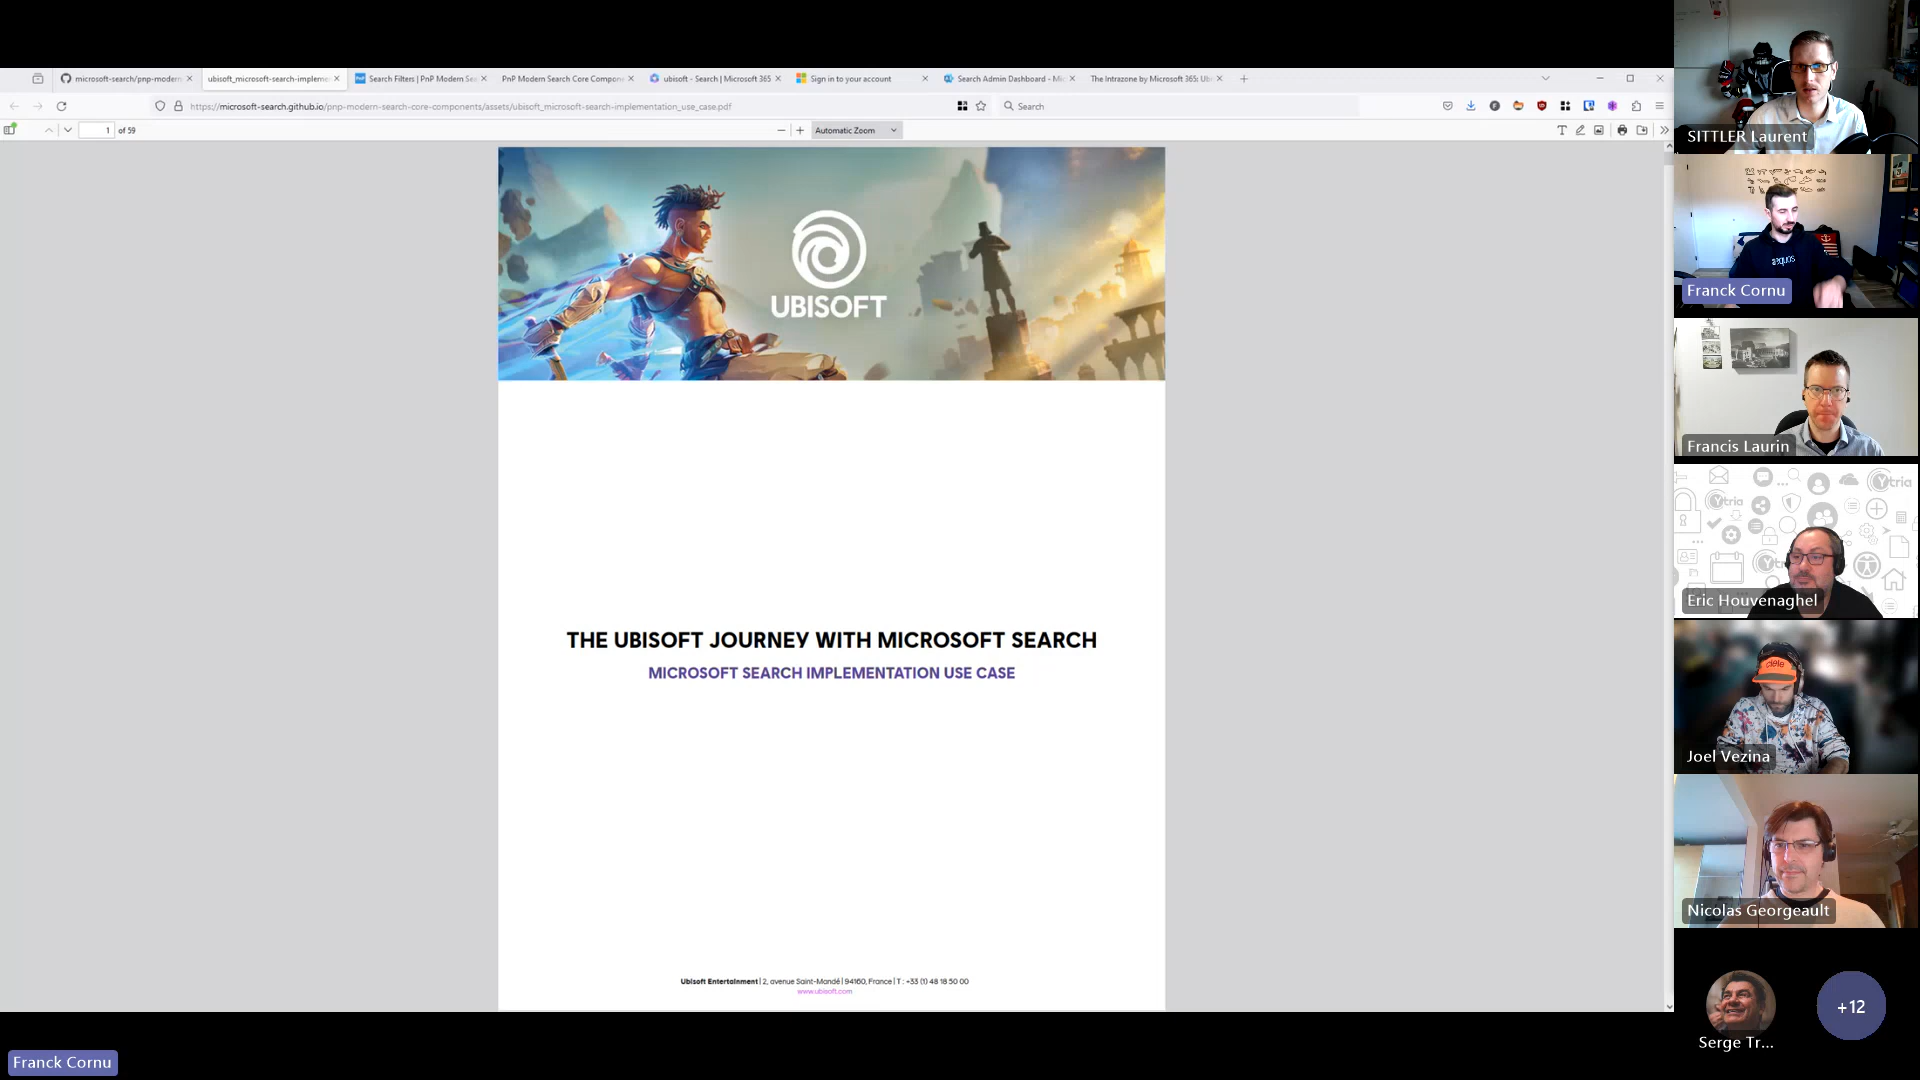 microsoft-search/pnp-modern
ubisoft_microsoft-search-impleme
Search Filters | PnP Modern Se
PnP Modern Search Core Compon
ubisoft - Search | Microsoft 365
Sign in to your account
Search Admin Dashboard - Mi
The Intrazone by Microsoft 365: Ubi
https://microsoft-search.github.io/pnp-modern-search-core-components/assets/ubisoft_microsoft-search-implementation_use_case.pdf
Search
1 of 59
Automatic Zoom
UBISOFT
THE UBISOFT JOURNEY WITH MICROSOFT SEARCH
MICROSOFT SEARCH IMPLEMENTATION USE CASE
Ubisoft Entertainment | 2, avenue Saint-Mandé | 94160, France | T : +33 (1) 48 18 50 00
www.ubisoft.com
SITTLER Laurent
Franck Cornu
Francis Laurin
Ytria
Ytria
Eric Houvenaghel
ciele
Joel Vezina
Nicolas Georgeault
Serge Tr...
+12
Franck Cornu